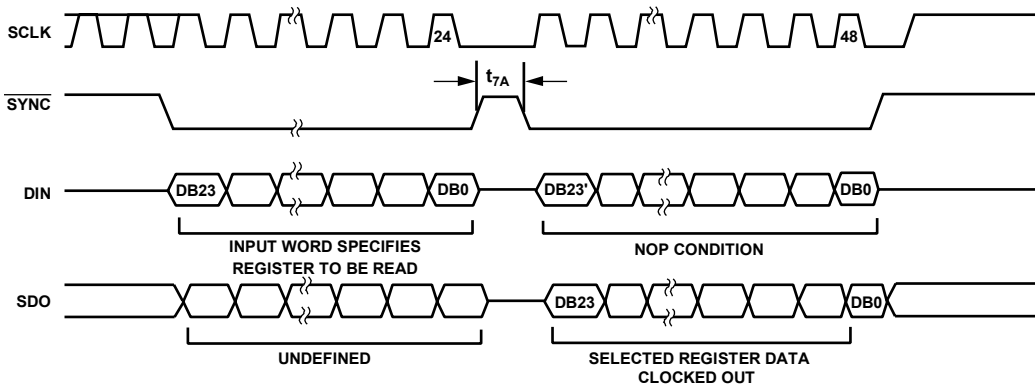 SCLK
24
48
t7A
SYNC
DIN
DB23
DB0
DB23'
DB0
INPUT WORD SPECIFIES
REGISTER TO BE READ
NOP CONDITION
SDO
DB23
DB0
UNDEFINED
SELECTED REGISTER DATA
CLOCKED OUT